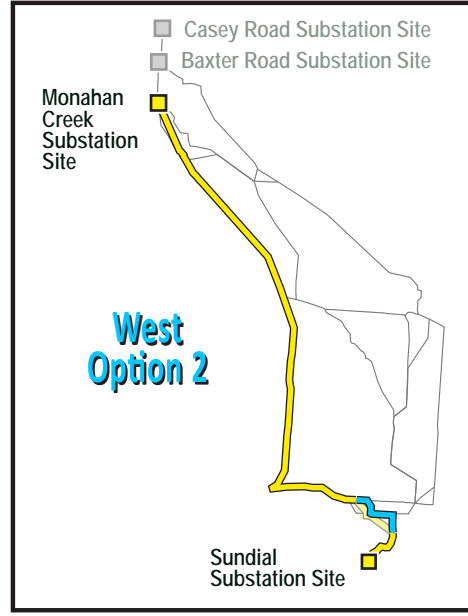 Casey Road Substation Site
Baxter Road Substation Site
Monahan
Creek
Substation
Site
West
Option 2
Sundial
Substation Site